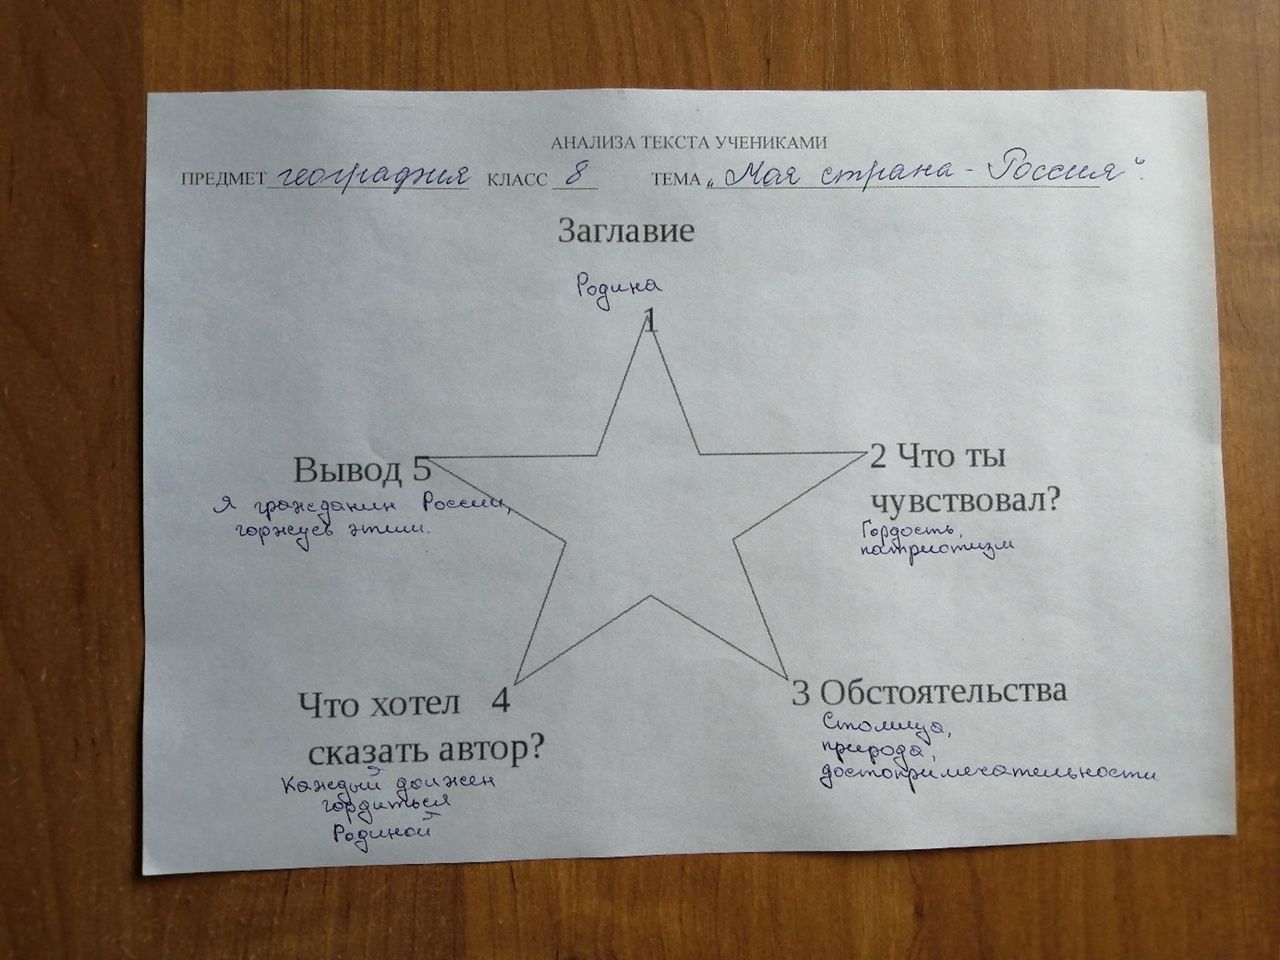 АНАЛИЗА ТЕКСТА УЧЕНИКАМИ
ПРЕДМЕТ география КЛАСС 8 ТЕМА „Мая страна - Россия“.
Заглавие
Родина
1
Вывод 5
Я гражданин России,
горжусь этим.
2 Что ты
чувствовал?
Гордость,
патриотизм
Что хотел 4
сказать автор?
Каждый должен
гордиться
Родиной
3 Обстоятельства
Столица,
природа,
достопримечательности